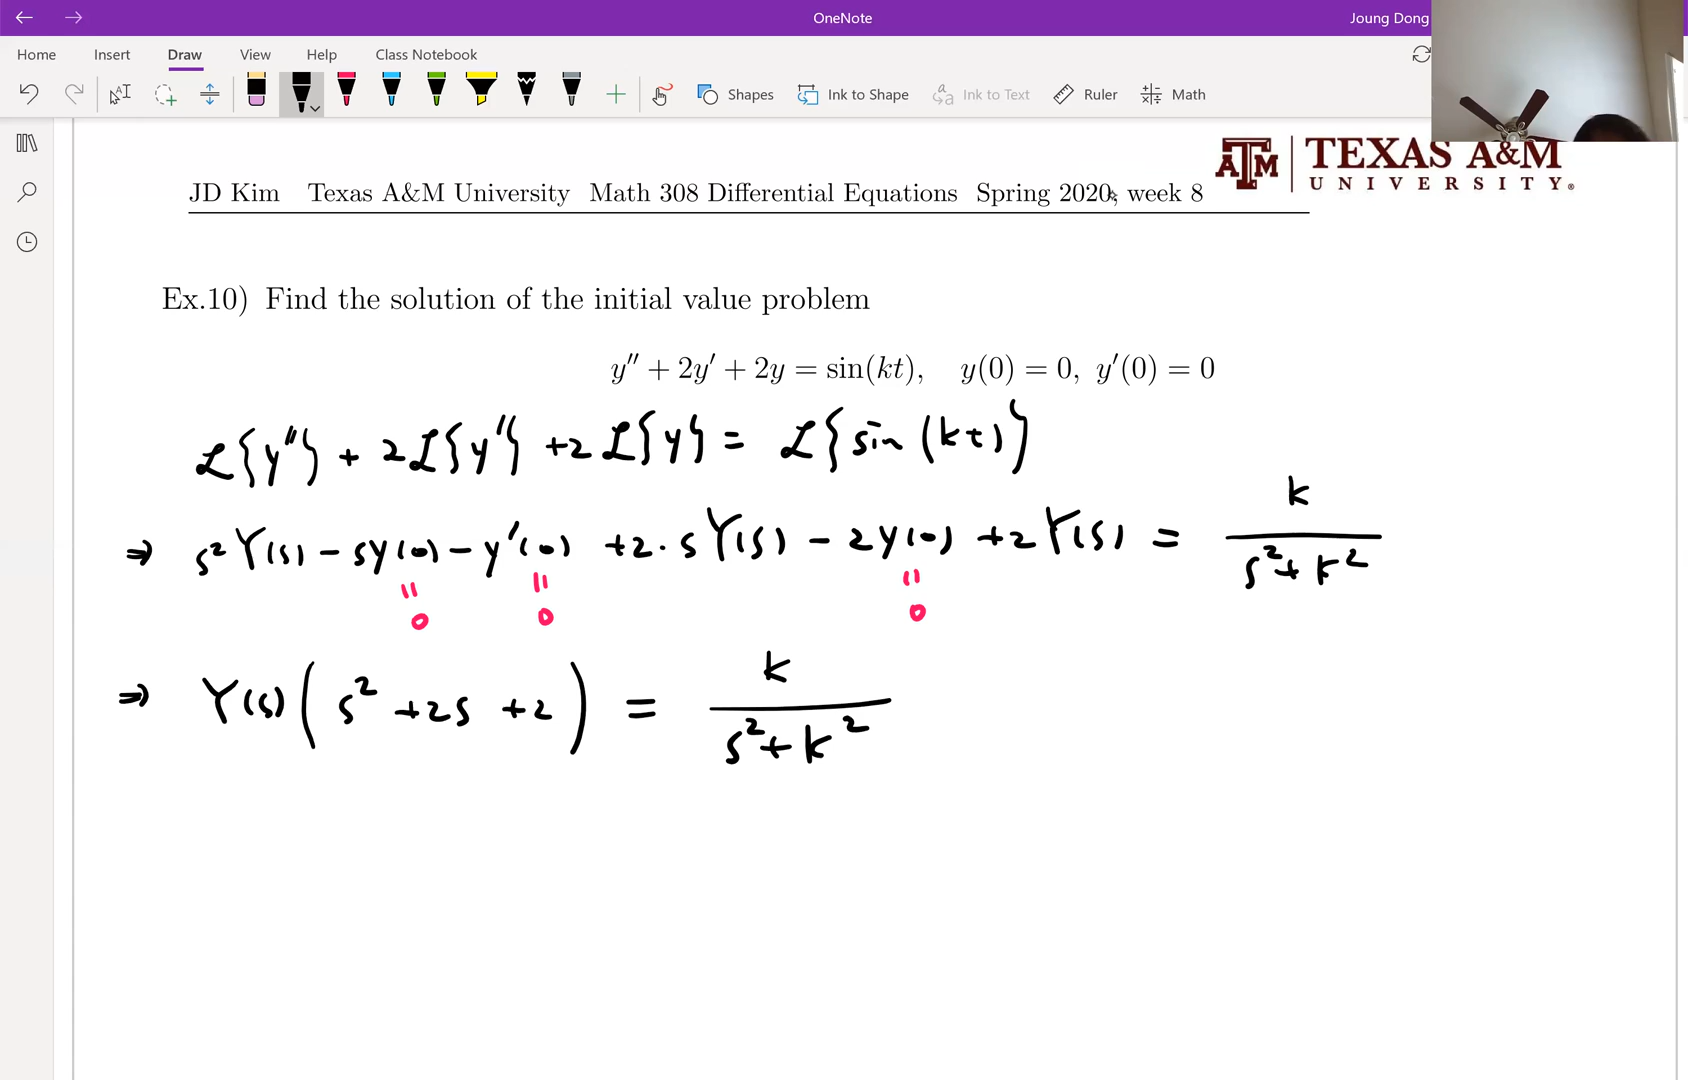 OneNote
Joung Dong
Home Insert Draw View Help Class Notebook
Shapes Ink to Shape Ink to Text Ruler Math
TEXAS A&M
UNIVERSITY
JD Kim Texas A&M University Math 308 Differential Equations Spring 2020, week 8
Ex.10) Find the solution of the initial value problem
y″ + 2y′ + 2y = sin(kt), y(0) = 0, y′(0) = 0
ℒ{y″} + 2ℒ{y″} + 2ℒ{y} = ℒ{sin(kt)}
⇒ s²Y(s) − sy(0) − y′(0) + 2·sY(s) − 2y(0) + 2Y(s) = k/(s² + k²)
= 0 = 0 = 0
⇒ Y(s)(s² + 2s + 2) = k/(s² + k²)